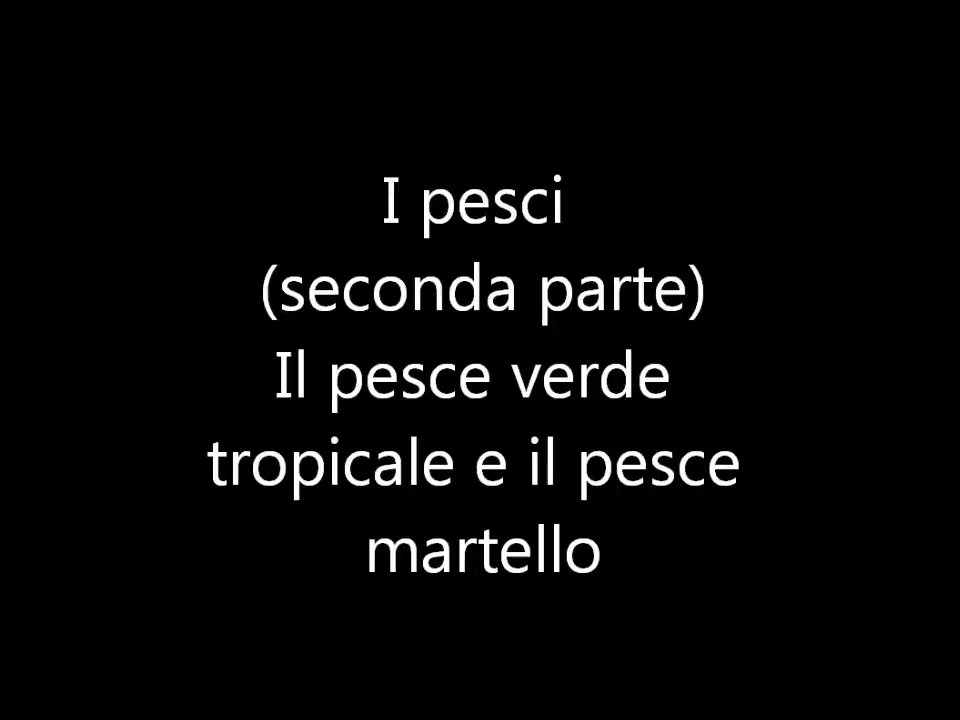 I pesci
(seconda parte)
Il pesce verde
tropicale e il pesce
martello